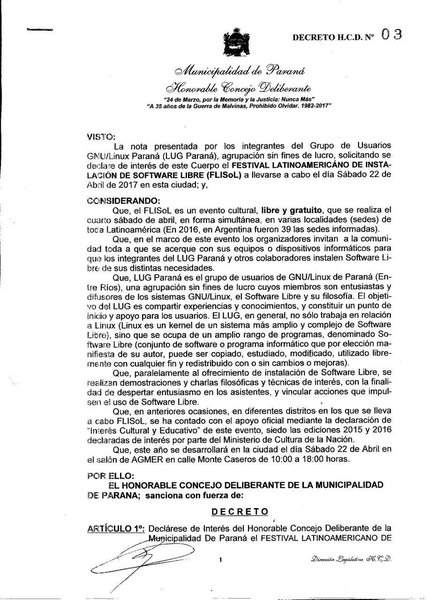 DECRETO H.C.D. Nº 03
Municipalidad de Paraná
Honorable Concejo Deliberante
"24 de Marzo, por la Memoria y la Justicia: Nunca Más"
"A 35 años de la Guerra de Malvinas, Prohibido Olvidar. 1982-2017"
VISTO:
La nota presentada por los integrantes del Grupo de Usuarios
GNU/Linux Paraná (LUG Paraná), agrupación sin fines de lucro, solicitando se
declare de interés de este Cuerpo el FESTIVAL LATINOAMERICANO DE INSTA-
LACIÓN DE SOFTWARE LIBRE (FLISoL) a llevarse a cabo el día Sábado 22 de
Abril de 2017 en esta ciudad; y,
CONSIDERANDO:
Que, el FLISoL es un evento cultural, libre y gratuito, que se realiza el
cuarto sábado de abril, en forma simultánea, en varias localidades (sedes) de
toda Latinoamérica (En 2016, en Argentina fueron 39 las sedes informadas).
Que, en el marco de este evento los organizadores invitan a la comuni-
dad toda a que se acerque con sus equipos o dispositivos informáticos para
que los integrantes del LUG Paraná y otros colaboradores instalen Software Li-
bre de sus distintas necesidades.
Que, LUG Paraná es el grupo de usuarios de GNU/Linux de Paraná (En-
tre Ríos), una agrupación sin fines de lucro cuyos miembros son entusiastas y
difusores de los sistemas GNU/Linux, el Software Libre y su filosofía. El objeti-
vo del LUG es compartir experiencias y conocimientos, y constituir un punto de
inicio y apoyo para los usuarios. El LUG, en general, no sólo trabaja en relación
a Linux (Linux es un kernel de un sistema más amplio y complejo de Software
Libre), sino que se ocupa de un amplio rango de programas, denominado So-
ftware Libre (conjunto de software o programa informático que por elección ma-
nifiesta de su autor, puede ser copiado, estudiado, modificado, utilizado libre-
mente con cualquier fin y redistribuido con o sin cambios o mejoras).
Que, paralelamente al ofrecimiento de instalación de Software Libre, se
realizan demostraciones y charlas filosóficas y técnicas de interés, con la finali-
dad de despertar entusiasmo en los asistentes, y vincular acciones que impul-
sen el uso de Software Libre.
Que, en anteriores ocasiones, en diferentes distritos en los que se lleva
a cabo FLISoL, se ha contado con el apoyo oficial mediante la declaración de
"Interés Cultural y Educativo" de este evento, siedo las ediciones 2015 y 2016
declaradas de interés por parte del Ministerio de Cultura de la Nación.
Que, este año se desarrollará en la ciudad el día Sábado 22 de Abril en
el salón de AGMER en calle Monte Caseros de 10:00 a 18:00 horas.
POR ELLO:
EL HONORABLE CONCEJO DELIBERANTE DE LA MUNICIPALIDAD
DE PARANA; sanciona con fuerza de:
D E C R E T O
ARTÍCULO 1º: Declárese de Interés del Honorable Concejo Deliberante de la
Municipalidad De Paraná el FESTIVAL LATINOAMERICANO DE
1
Dirección Legislativa H.C.D.